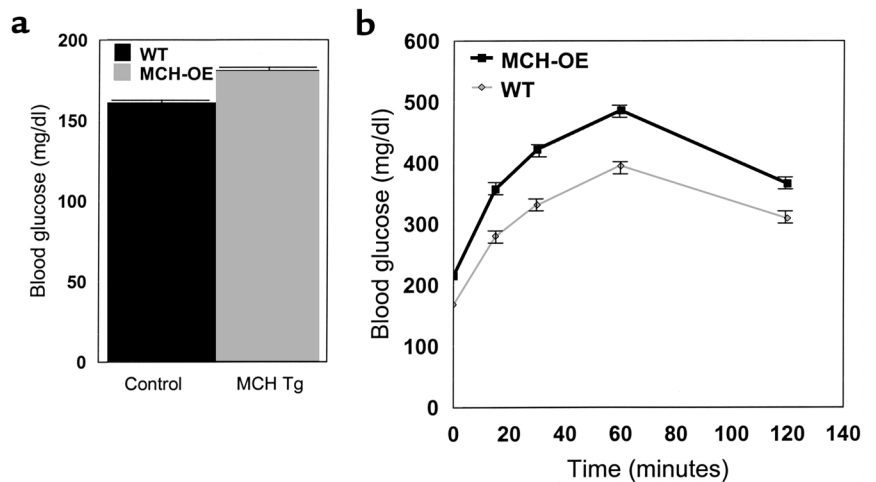 a
200
150
100
50
0
Blood glucose (mg/dl)
WT
MCH-OE
Control
MCH Tg
b
600
500
400
300
200
100
0
Blood glucose (mg/dl)
MCH-OE
WT
0 20 40 60 80 100 120 140
Time (minutes)